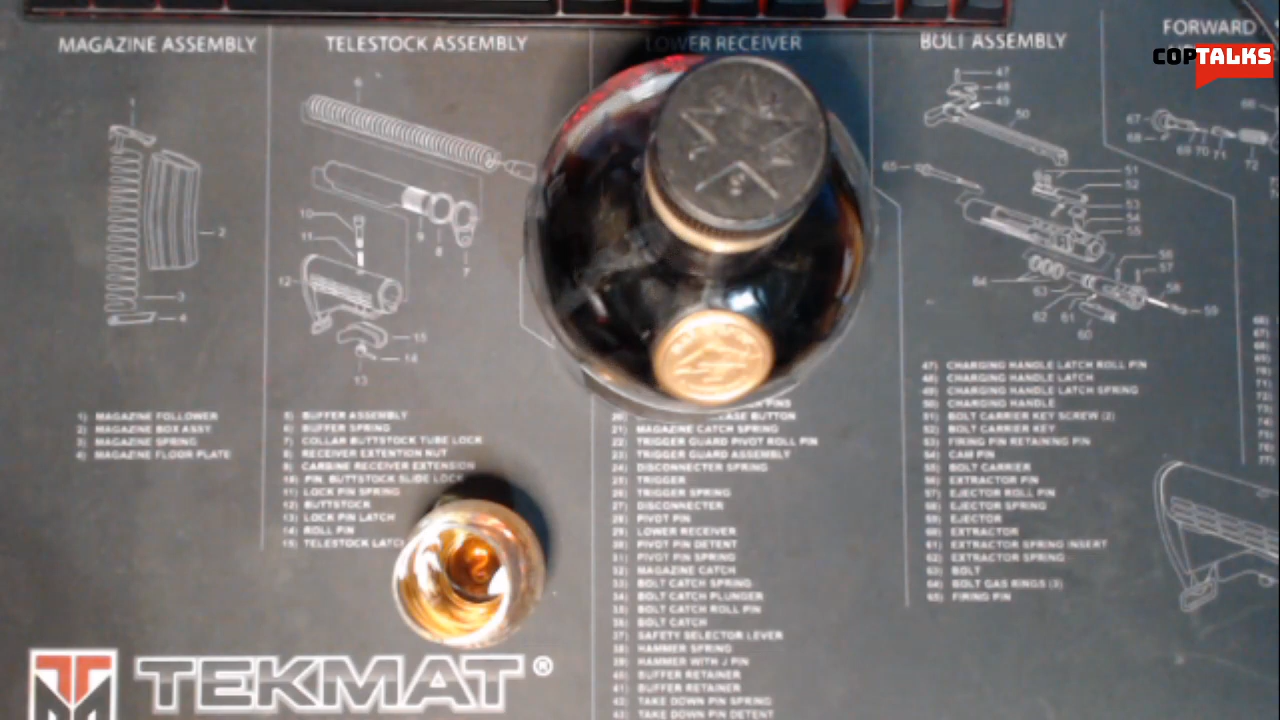 MAGAZINE ASSEMBLY
TELESTOCK ASSEMBLY
LOWER RECEIVER
BOLT ASSEMBLY
FORWARD
COPTALKS
1) MAGAZINE FOLLOWER
2) MAGAZINE BOX ASSY
3) MAGAZINE SPRING
4) MAGAZINE FLOOR PLATE
5) BUFFER ASSEMBLY
6) BUFFER SPRING
7) COLLAR BUTTSTOCK TUBE LOCK
8) RECEIVER EXTENTION NUT
9) CARBINE RECEIVER EXTENSION
10) PIN, BUTTSTOCK SLIDE LOCK
11) LOCK PIN SPRING
12) BUTTSTOCK
13) LOCK PIN LATCH
14) ROLL PIN
15) TELESTOCK LATC
PINS
20) EASE BUTTON
21) MAGAZINE CATCH SPRING
22) TRIGGER GUARD PIVOT ROLL PIN
23) TRIGGER GUARD ASSEMBLY
24) DISCONNECTER SPRING
25) TRIGGER
26) TRIGGER SPRING
27) DISCONNECTER
28) PIVOT PIN
29) LOWER RECEIVER
30) PIVOT PIN DETENT
31) PIVOT PIN SPRING
32) MAGAZINE CATCH
33) BOLT CATCH SPRING
34) BOLT CATCH PLUNGER
35) BOLT CATCH ROLL PIN
36) BOLT CATCH
37) SAFETY SELECTOR LEVER
38) HAMMER SPRING
39) HAMMER WITH J PIN
40) BUFFER RETAINER
41) BUFFER RETAINER
42) TAKE DOWN PIN SPRING
43) TAKE DOWN PIN DETENT
47) CHARGING HANDLE LATCH ROLL PIN
48) CHARGING HANDLE LATCH
49) CHARGING HANDLE LATCH SPRING
50) CHARGING HANDLE
51) BOLT CARRIER KEY SCREW (2)
52) BOLT CARRIER KEY
53) FIRING PIN RETAINING PIN
54) CAM PIN
55) BOLT CARRIER
56) EXTRACTOR PIN
57) EJECTOR ROLL PIN
58) EJECTOR SPRING
59) EJECTOR
60) EXTRACTOR
61) EXTRACTOR SPRING INSERT
62) EXTRACTOR SPRING
63) BOLT
64) BOLT GAS RINGS (3)
65) FIRING PIN
TEKMAT®